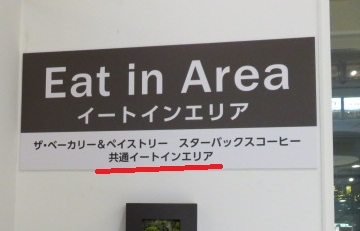 Eat in Area
イートインエリア
ザ・ベーカリー＆ペイストリー　スターバックスコーヒー
共通イートインエリア